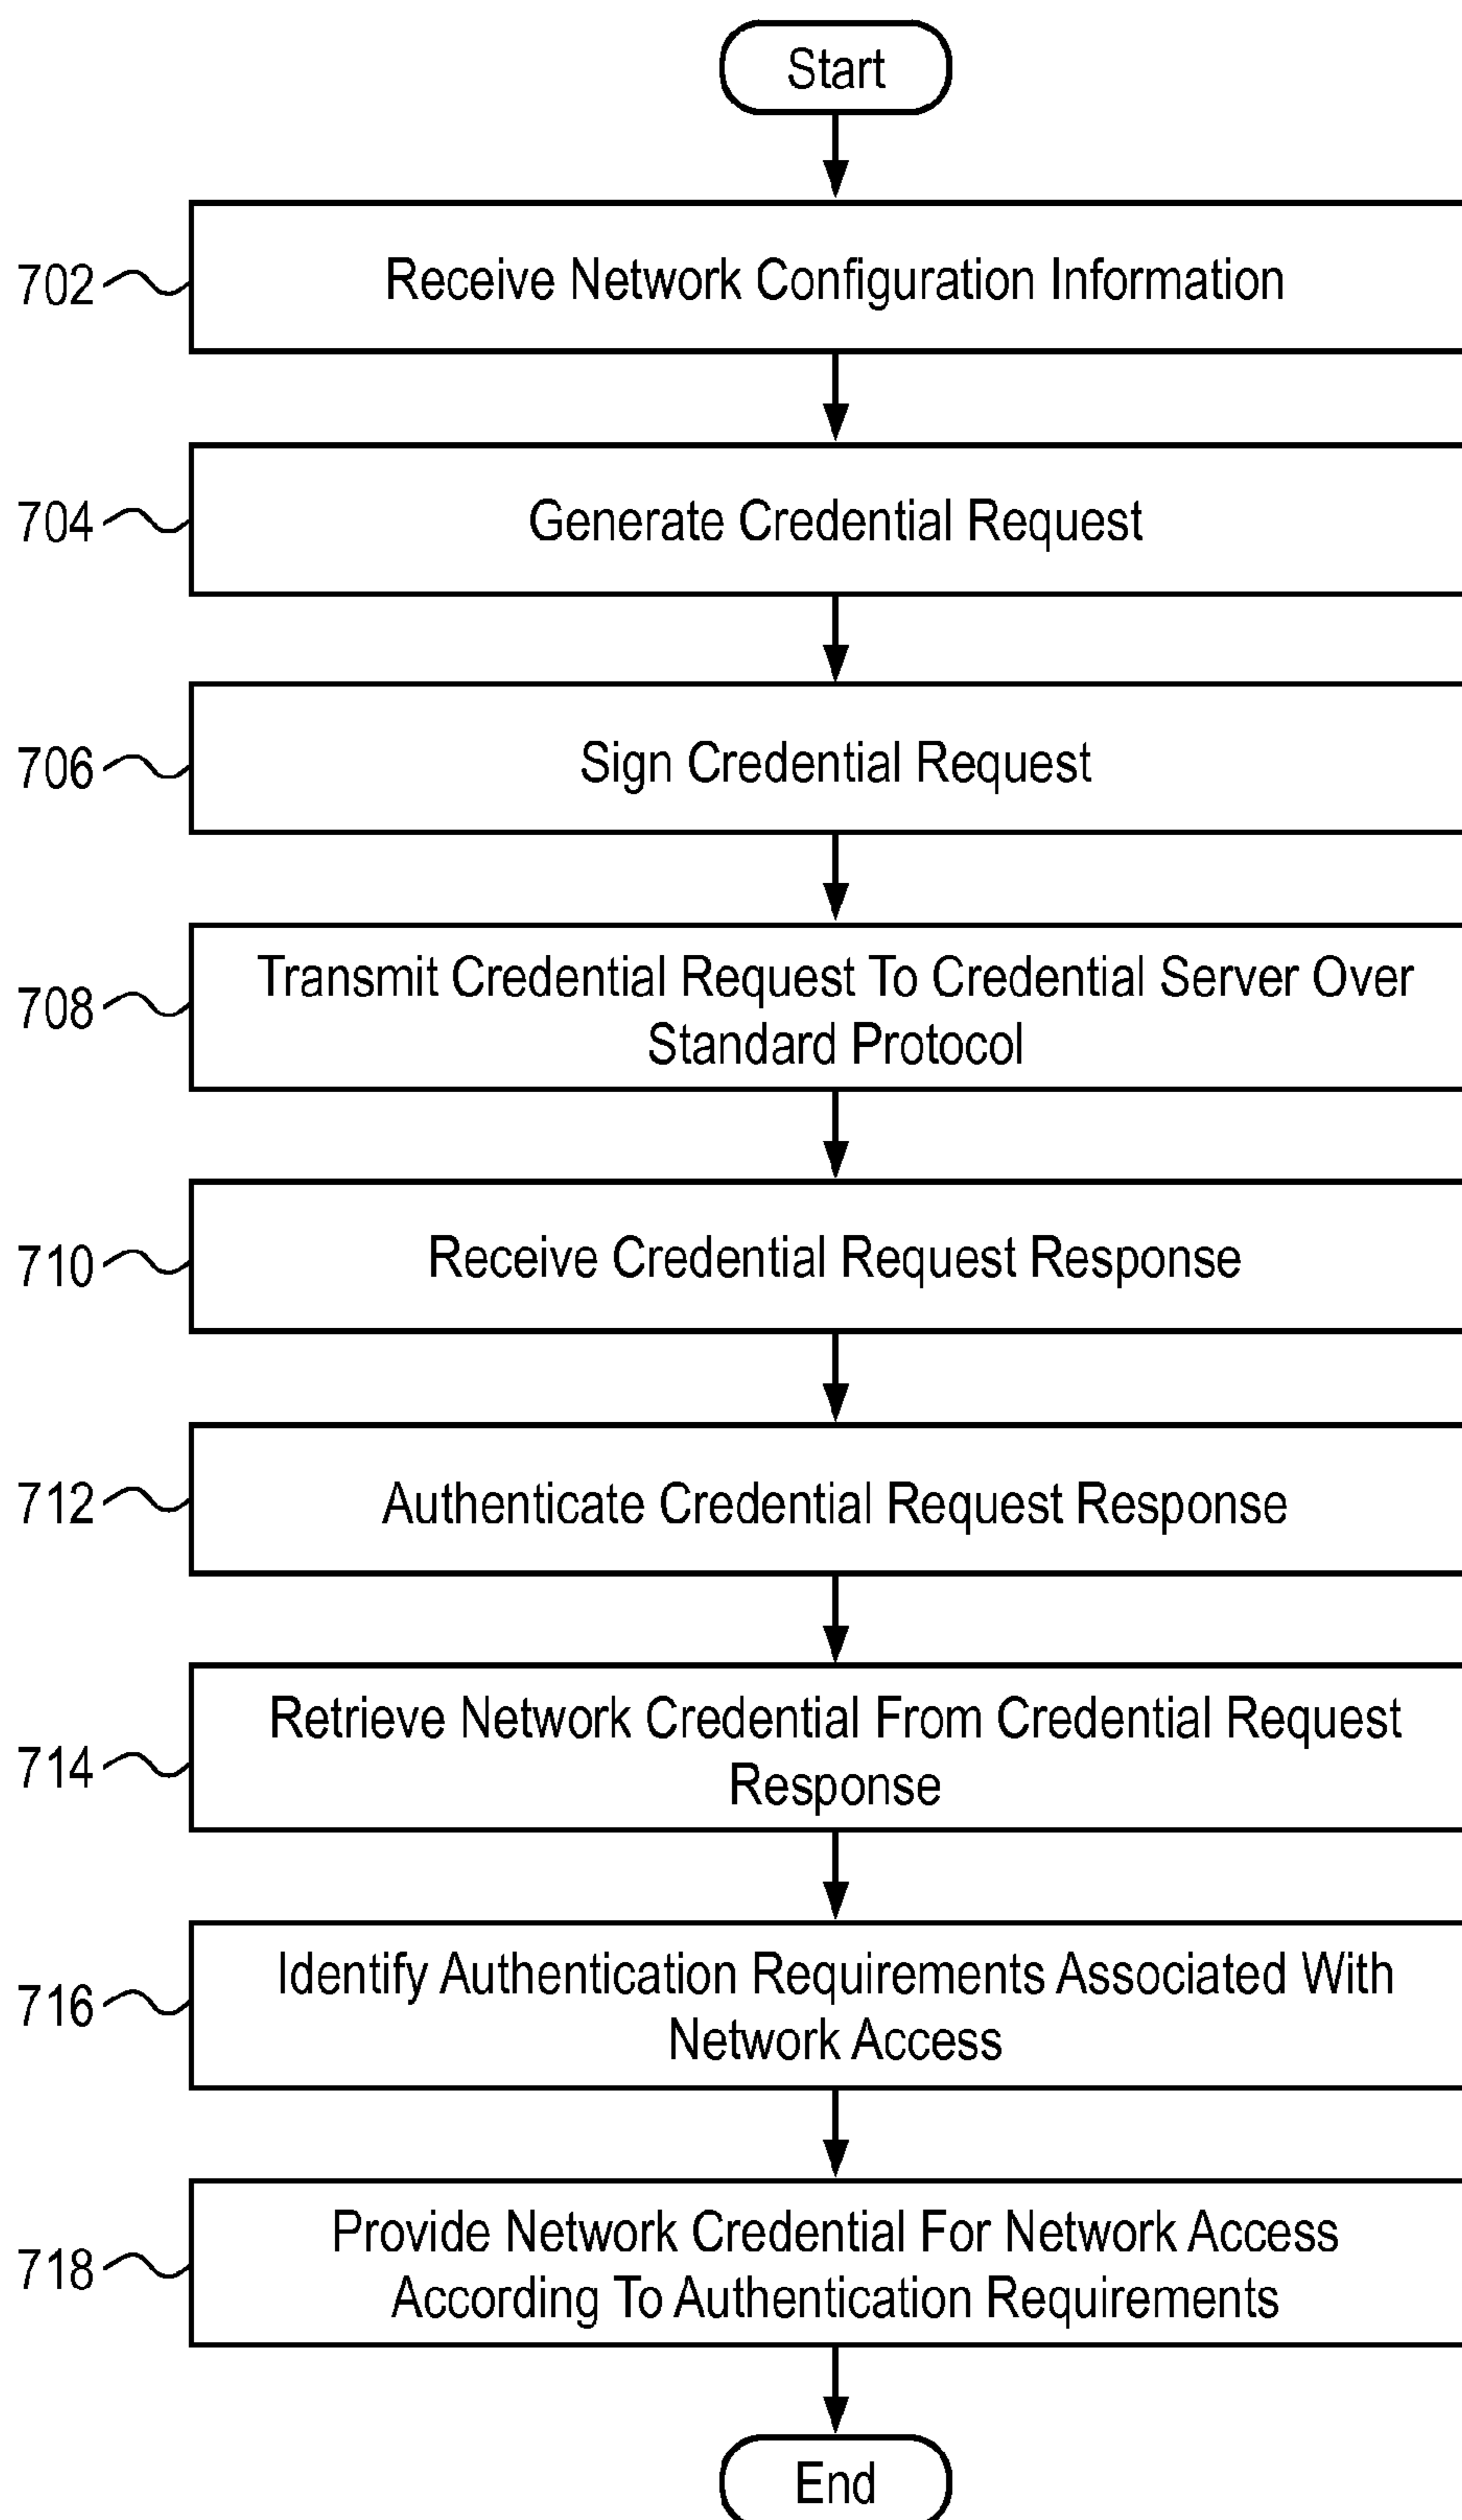 Start
702
Receive Network Configuration Information
704
Generate Credential Request
706
Sign Credential Request
708
Transmit Credential Request To Credential Server Over
Standard Protocol
710
Receive Credential Request Response
712
Authenticate Credential Request Response
714
Retrieve Network Credential From Credential Request
Response
716
Identify Authentication Requirements Associated With
Network Access
718
Provide Network Credential For Network Access
According To Authentication Requirements
End